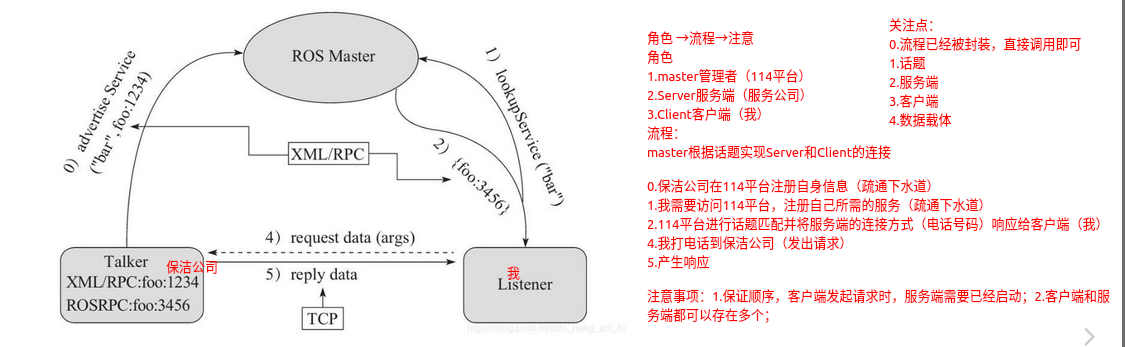 ROS Master
0）advertise Service
("bar", foo:1234)
1）lookupService ("bar")
XML/RPC
2）{foo:3456}
4）request data (args)
5）reply data
TCP
Talker
保洁公司
XML/RPC:foo:1234
ROSRPC:foo:3456
我
Listener
角色 →流程→注意
角色
1.master管理者（114平台）
2.Server服务端（服务公司）
3.Client客户端（我）
流程：
master根据话题实现Server和Client的连接
0.保洁公司在114平台注册自身信息（疏通下水道）
1.我需要访问114平台，注册自己所需的服务（疏通下水道）
2.114平台进行话题匹配并将服务端的连接方式（电话号码）响应给客户端（我）
4.我打电话到保洁公司（发出请求）
5.产生响应
注意事项：1.保证顺序，客户端发起请求时，服务端需要已经启动；2.客户端和服
务端都可以存在多个；
关注点：
0.流程已经被封装，直接调用即可
1.话题
2.服务端
3.客户端
4.数据载体